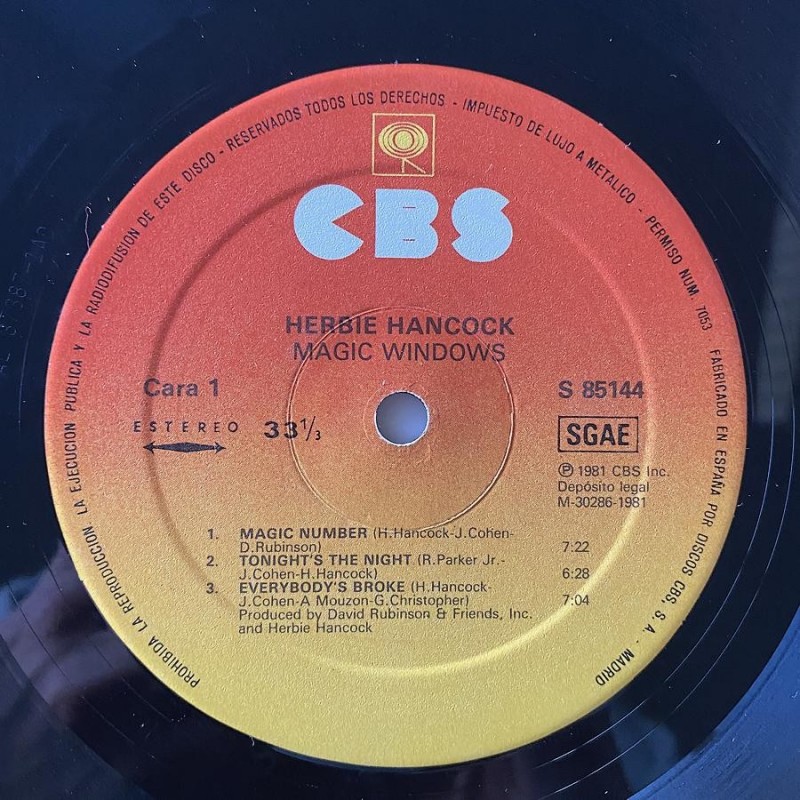 PROHIBIDA LA REPRODUCCION LA EJECUCION PUBLICA Y LA RADIODIFUSION DE ESTE DISCO - RESERVADOS TODOS LOS DERECHOS - IMPUESTO DE LUJO A METALICO - PERMISO NUM. 7053 FABRICADO EN ESPAÑA POR DISCOS CBS, S.A. - MADRID
CBS
HERBIE HANCOCK
MAGIC WINDOWS
Cara 1
S 85144
ESTEREO
33 1/3
SGAE
℗ 1981 CBS Inc.
Depósito legal
M-30286-1981
1. MAGIC NUMBER (H.Hancock-J.Cohen-
D.Rubinson) 7:22
2. TONIGHT'S THE NIGHT (R.Parker Jr.-
J.Cohen-H.Hancock) 6:28
3. EVERYBODY'S BROKE (H.Hancock-
J.Cohen-A Mouzon-G.Christopher) 7:04
Produced by David Rubinson & Friends, Inc.
and Herbie Hancock